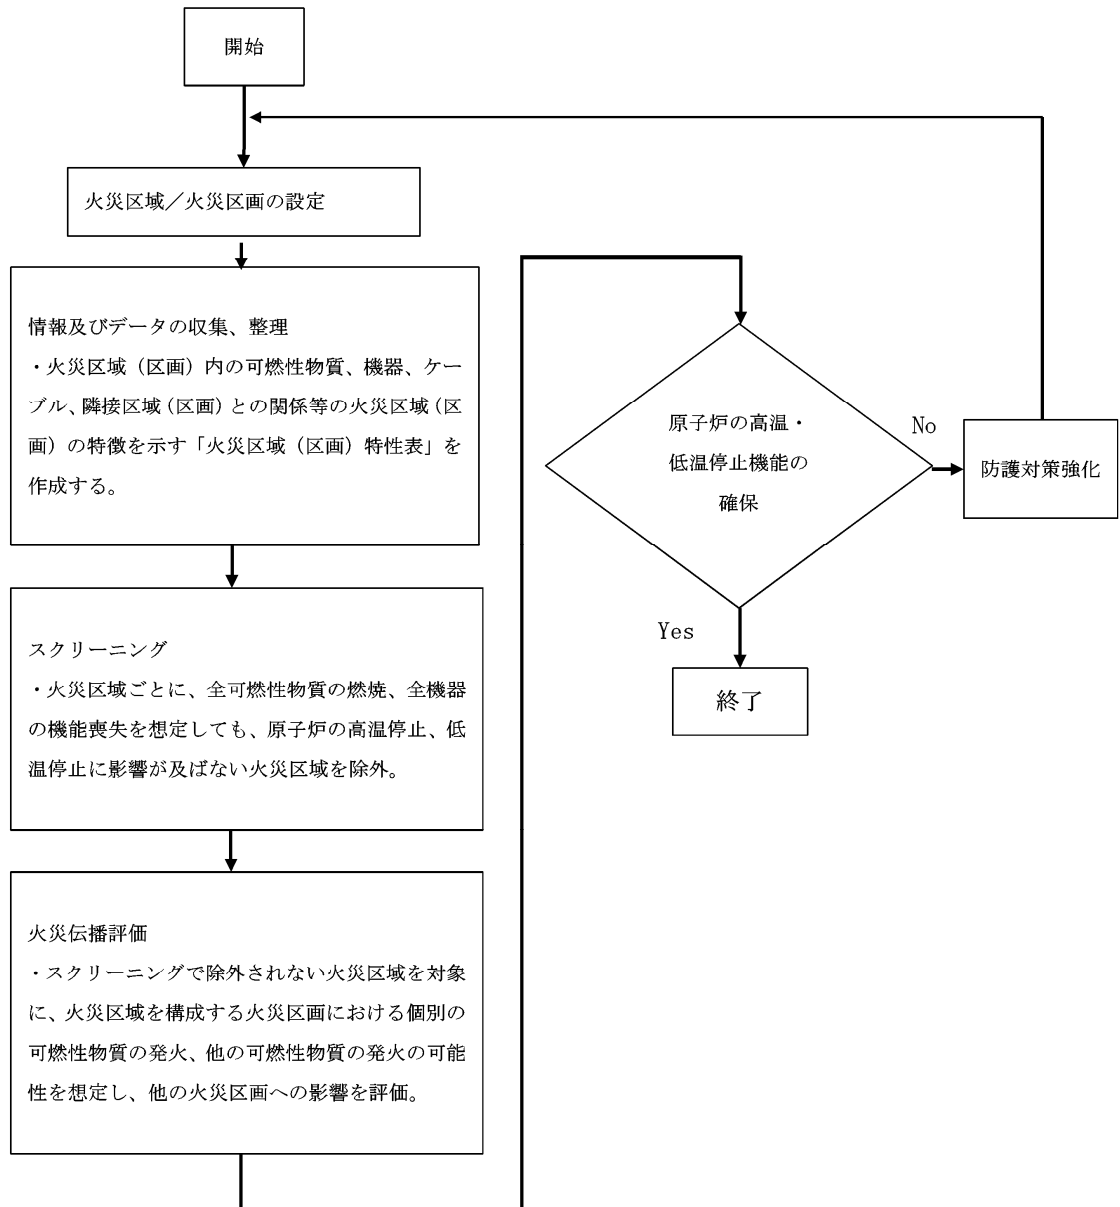 開始
火災区域／火災区画の設定
情報及びデータの収集、整理
・火災区域（区画）内の可燃性物質、機器、ケー
ブル、隣接区域（区画）との関係等の火災区域（区
画）の特徴を示す「火災区域（区画）特性表」を
作成する。
スクリーニング
・火災区域ごとに、全可燃性物質の燃焼、全機器
の機能喪失を想定しても、原子炉の高温停止、低
温停止に影響が及ばない火災区域を除外。
火災伝播評価
・スクリーニングで除外されない火災区域を対象
に、火災区域を構成する火災区画における個別の
可燃性物質の発火、他の可燃性物質の発火の可能
性を想定し、他の火災区画への影響を評価。
原子炉の高温・
低温停止機能の
確保
No
防護対策強化
Yes
終了